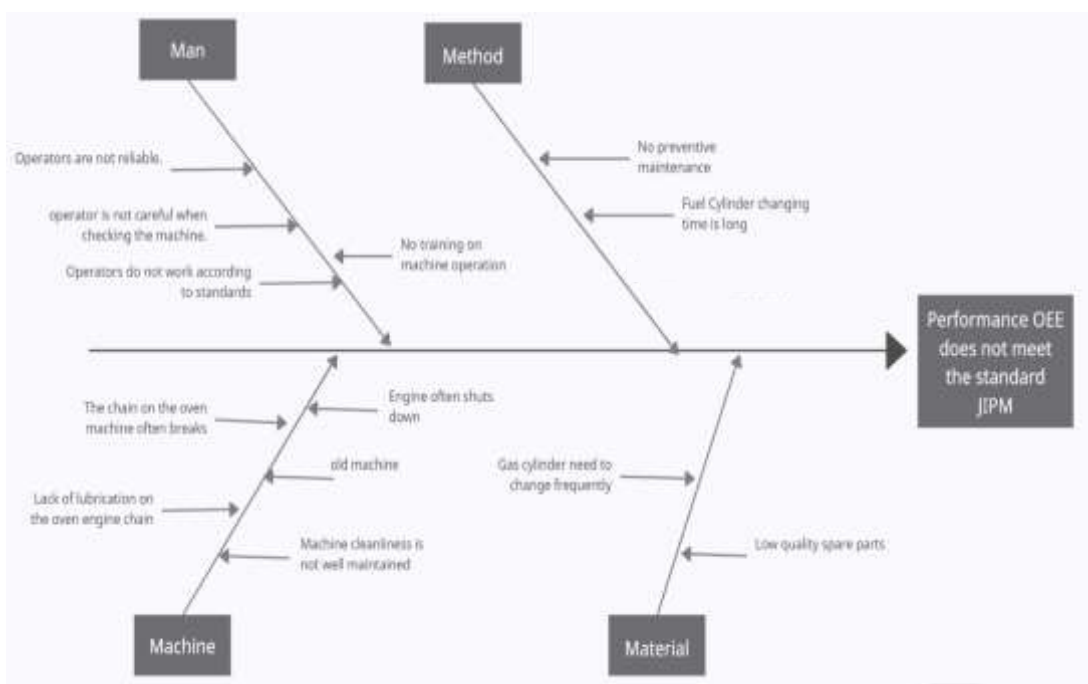 Man
Method
Operators are not reliable.
No preventive
maintenance
operator is not careful when
checking the machine.
Fuel Cylinder changing
time is long
No training on
machine operation
Operators do not work according
to standards
Performance OEE
does not meet
the standard
JIPM
The chain on the oven
machine often breaks
Engine often shuts
down
old machine
Gas cylinder need to
change frequently
Lack of lubrication on
the oven engine chain
Machine cleanliness is
not well maintained
Low quality spare parts
Machine
Material